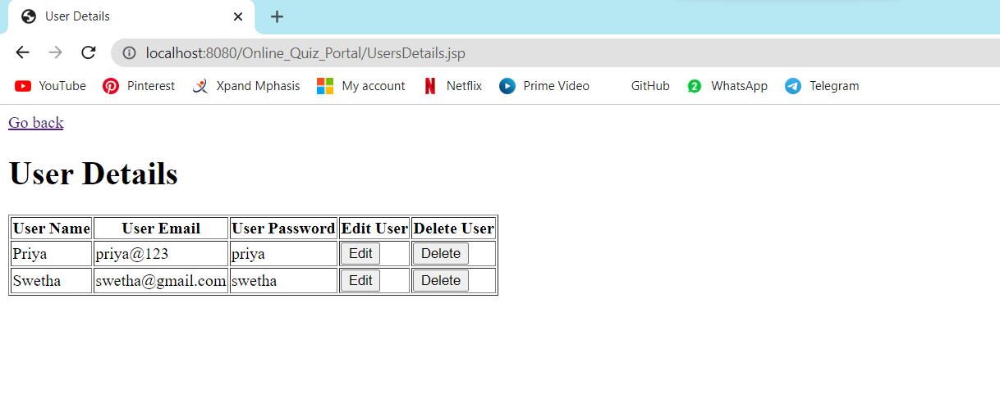 User Details
localhost:8080/Online_Quiz_Portal/UsersDetails.jsp
YouTube Pinterest Xpand Mphasis My account Netflix Prime Video GitHub 2 WhatsApp Telegram
Go back
User Details
User Name User Email User Password Edit User Delete User
Priya priya@123 priya Edit Delete
Swetha swetha@gmail.com swetha Edit Delete